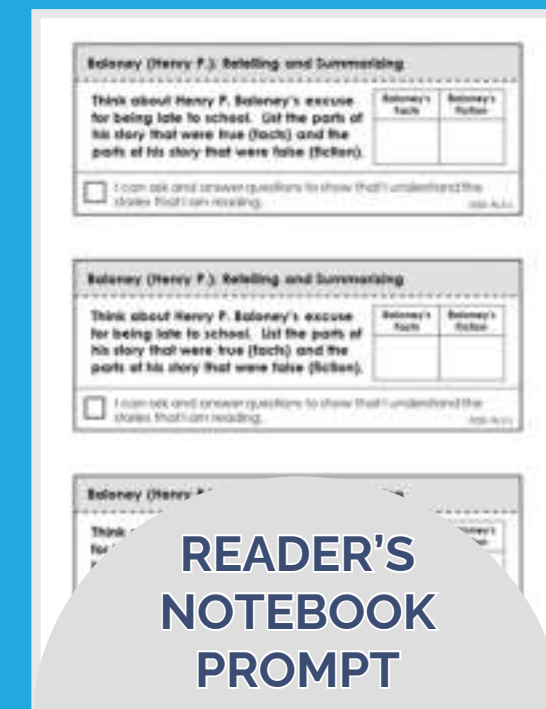 Baloney (Henry P.): Retelling and Summarizing
Think about Henry P. Baloney's excuse
for being late to school. List the parts of
his story that were true (facts) and the
parts of his story that were false (fiction).
Baloney's Facts
Baloney's Fiction
I can ask and answer questions to show that I understand the
stories that I am reading.
Baloney (Henry P.): Retelling and Summarizing
Think about Henry P. Baloney's excuse
for being late to school. List the parts of
his story that were true (facts) and the
parts of his story that were false (fiction).
Baloney's Facts
Baloney's Fiction
I can ask and answer questions to show that I understand the
stories that I am reading.
Baloney (Henry
Think
for
READER'S
NOTEBOOK
PROMPT